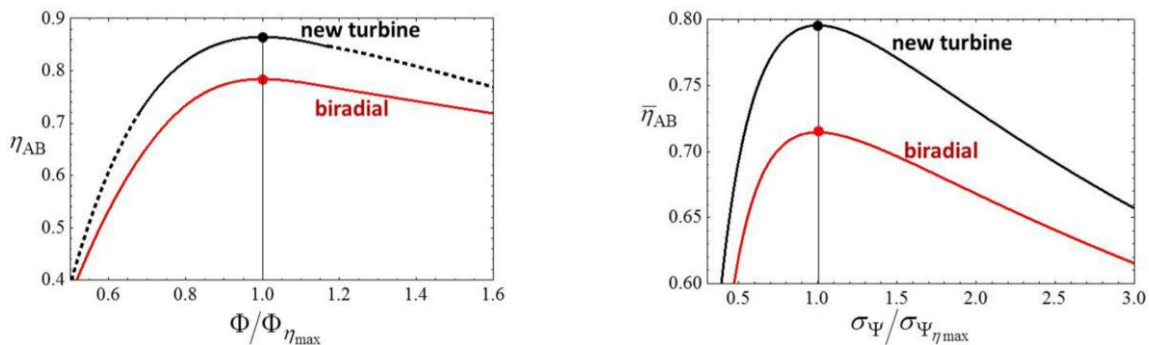 0.9
0.8
0.7
0.6
0.5
0.4
η_AB
new turbine
biradial
0.6 0.8 1.0 1.2 1.4 1.6
Φ/Φ_ηmax
0.80
0.75
0.70
0.65
0.60
η̅_AB
new turbine
biradial
0.5 1.0 1.5 2.0 2.5 3.0
σ_Ψ/σ_Ψηmax